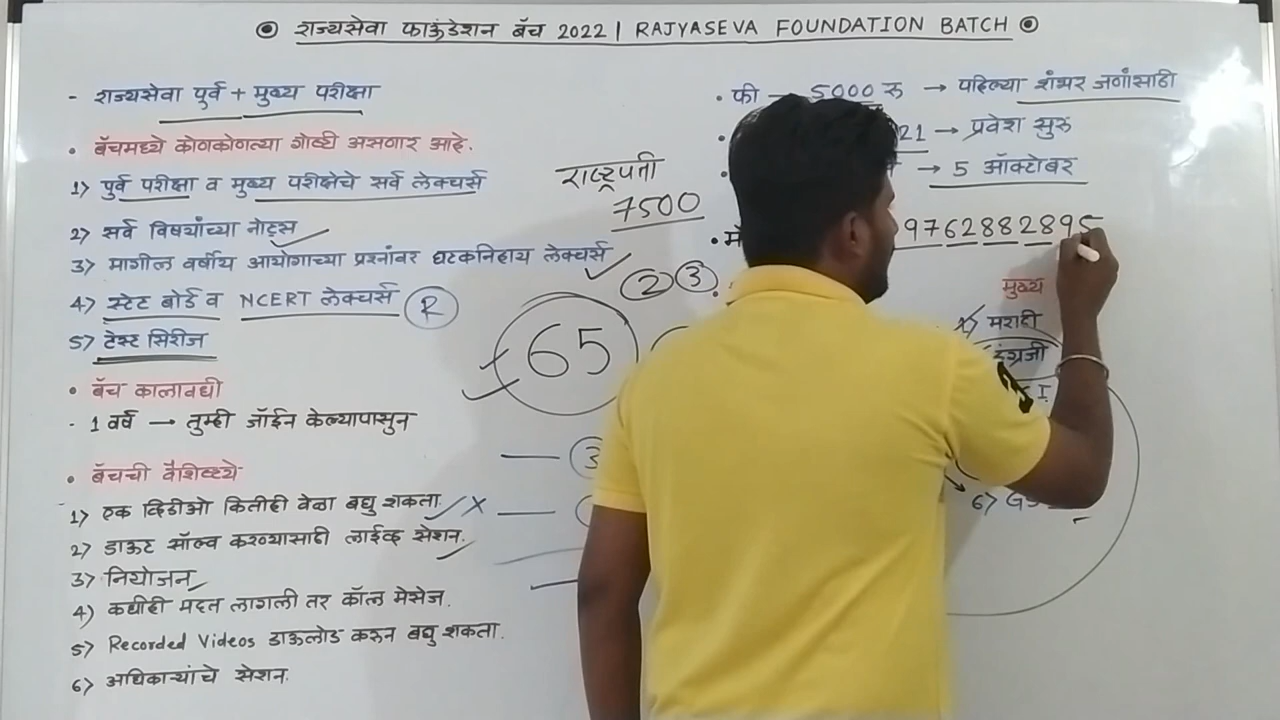 राज्यसेवा फाऊंडेशन बॅच 2022 | RAJYASEVA FOUNDATION BATCH
- राज्यसेवा पुर्व + मुख्य परीक्षा
• बॅचमध्ये कोणकोणत्या गोष्टी असणार आहे.
1) पुर्व परीक्षा व मुख्य परीक्षेचे सर्व लेक्चर्स
2) सर्व विषयांच्या नोट्स
3) मागील वर्षीय आयोगाच्या प्रश्नांवर घटकनिहाय लेक्चर्स
4) स्टेट बोर्ड व NCERT लेक्चर्स R
5) टेस्ट सिरीज
• बॅच कालावधी
- 1 वर्ष → तुम्ही जॉईन केल्यापासुन
• बॅचची वैशिष्ट्ये
1) एक व्हिडीओ कितीही वेळा बघु शकता X
2) डाऊट सॉल्व करण्यासाठी लाईव्ह सेशन.
3) नियोजन
4) कधीही मदत लागली तर कॉल मेसेज.
5) Recorded Videos डाऊलोड करुन बघु शकता.
6) अधिकाऱ्यांचे सेशन.
राष्ट्रपती
7500
2 3
65
3
• फी — 5000 रु → पहिल्या शंभर जणांसाठी
21 → प्रवेश सुरु
→ 5 ऑक्टोबर
9762882895
मुख्य
1) मराठी
इंग्रजी
I
6) GS